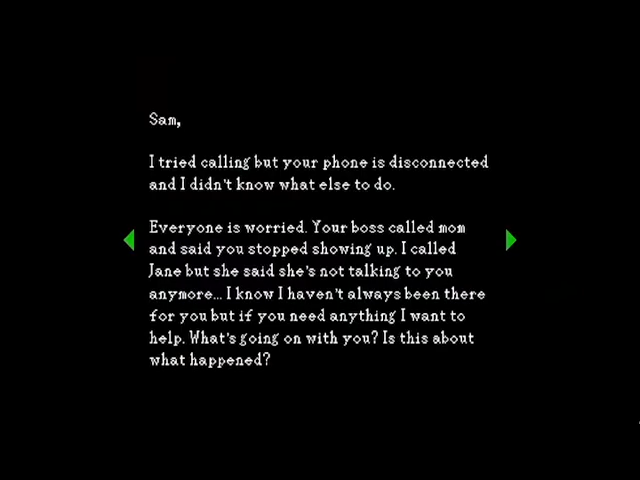 Sam,
I tried calling but your phone is disconnected
and I didn't know what else to do.
Everyone is worried. Your boss called mom
and said you stopped showing up. I called
Jane but she said she's not talking to you
anymore... I know I haven't always been there
for you but if you need anything I want to
help. What's going on with you? Is this about
what happened?